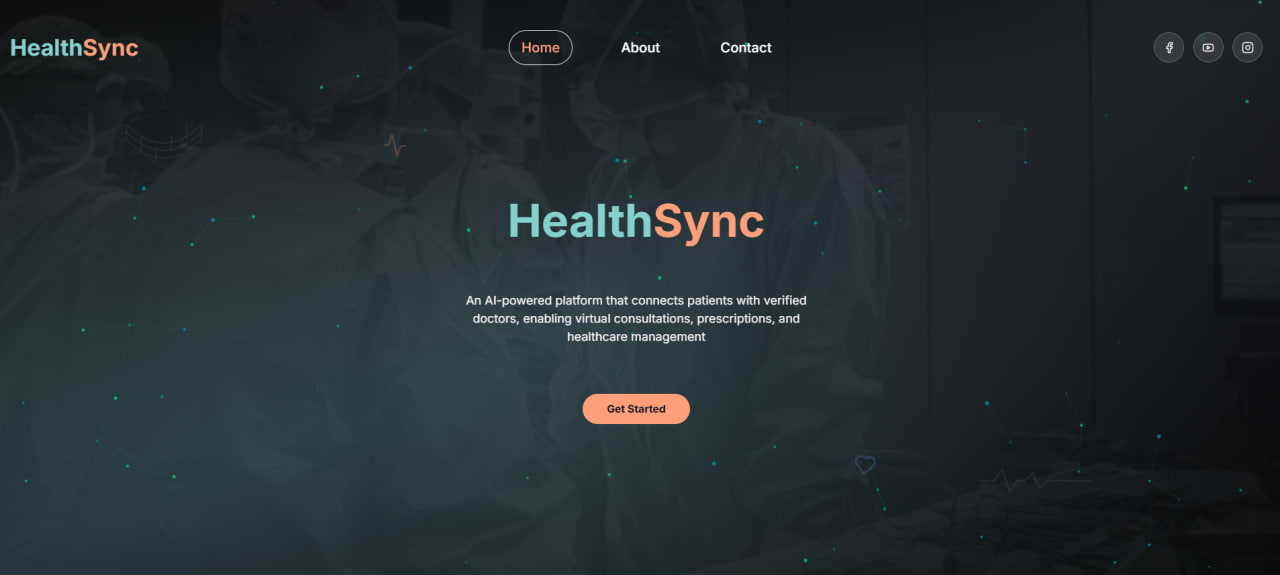 HealthSync
Home
About
Contact
HealthSync
An AI-powered platform that connects patients with verified
doctors, enabling virtual consultations, prescriptions, and
healthcare management
Get Started